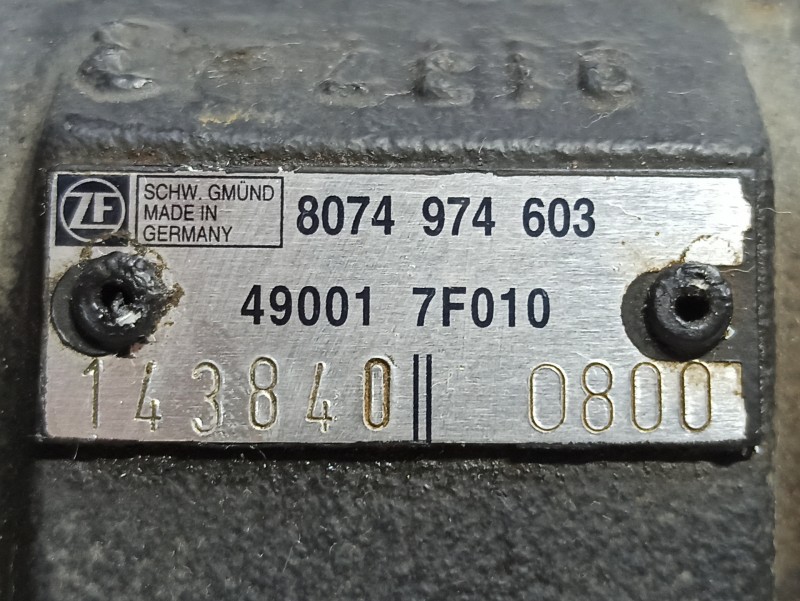 ZF
SCHW. GMÜND
MADE IN
GERMANY
8074 974 603
49001 7F010
143840 0800